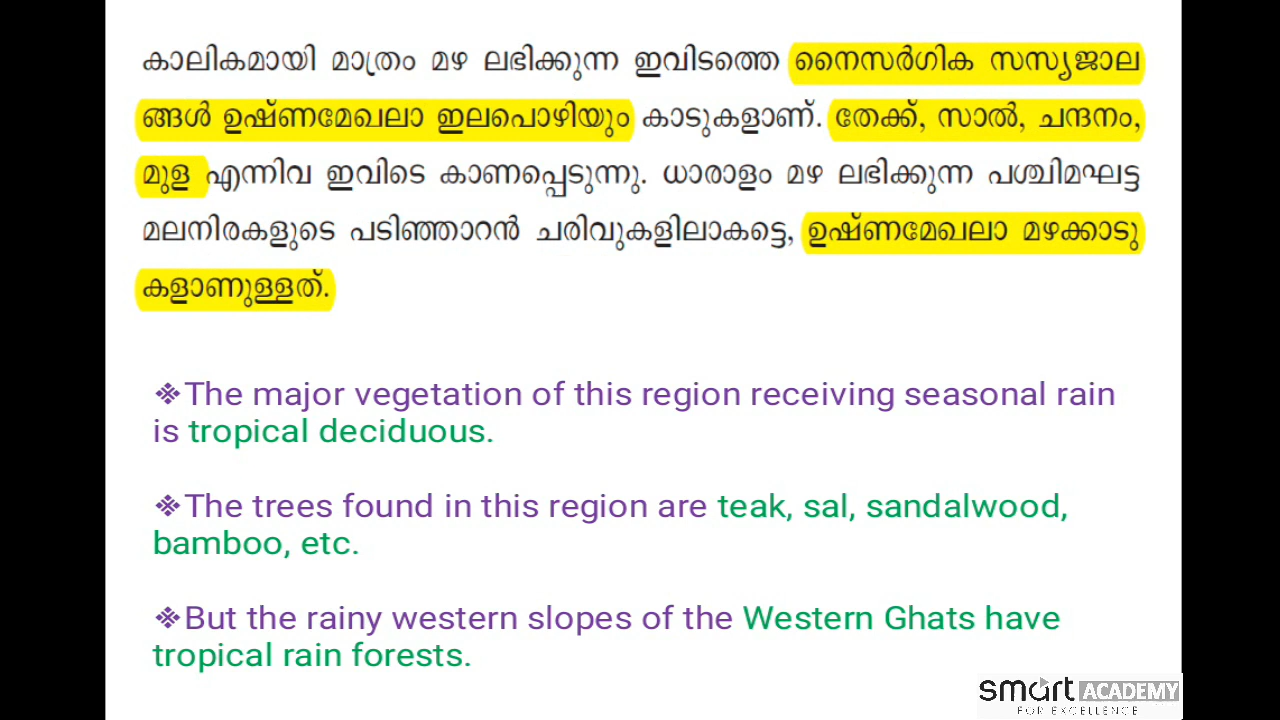 കാലികമായി മാത്രം മഴ ലഭിക്കുന്ന ഇവിടത്തെ നൈസർഗിക സസ്യജാല
ങ്ങൾ ഉഷ്ണമേഖലാ ഇലപൊഴിയും കാടുകളാണ്. തേക്ക്, സാൽ, ചന്ദനം,
മുള എന്നിവ ഇവിടെ കാണപ്പെടുന്നു. ധാരാളം മഴ ലഭിക്കുന്ന പശ്ചിമഘട്ട
മലനിരകളുടെ പടിഞ്ഞാറൻ ചരിവുകളിലാകട്ടെ, ഉഷ്ണമേഖലാ മഴക്കാടു
കളാണുള്ളത്.
❖The major vegetation of this region receiving seasonal rain
is tropical deciduous.
❖The trees found in this region are teak, sal, sandalwood,
bamboo, etc.
❖But the rainy western slopes of the Western Ghats have
tropical rain forests.
smart ACADEMY
FOR EXCELLENCE